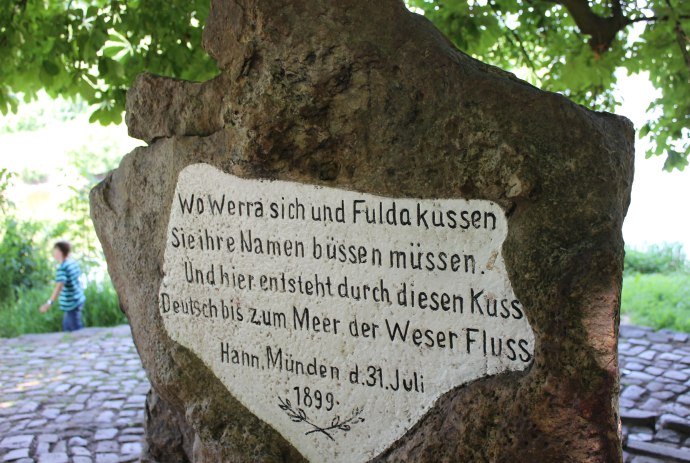 Wo Werra sich und Fulda küssen
Sie ihre Namen büssen müssen.
Und hier entsteht durch diesen Kuss
Deutsch bis zum Meer der Weser Fluss
Hann. Münden d. 31. Juli
1899.